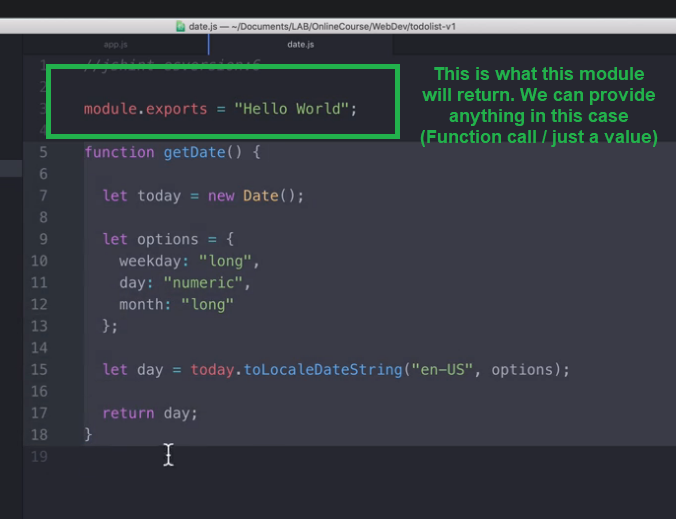 date.js — ~/Documents/LAB/OnlineCourse/WebDev/todolist-v1
app.js date.js
1 //jshint esversion:6
2
3 module.exports = "Hello World";
4
5 function getDate() {
6
7 let today = new Date();
8
9 let options = {
10 weekday: "long",
11 day: "numeric",
12 month: "long"
13 };
14
15 let day = today.toLocaleDateString("en-US", options);
16
17 return day;
18 }
19
This is what this module
will return. We can provide
anything in this case
(Function call / just a value)